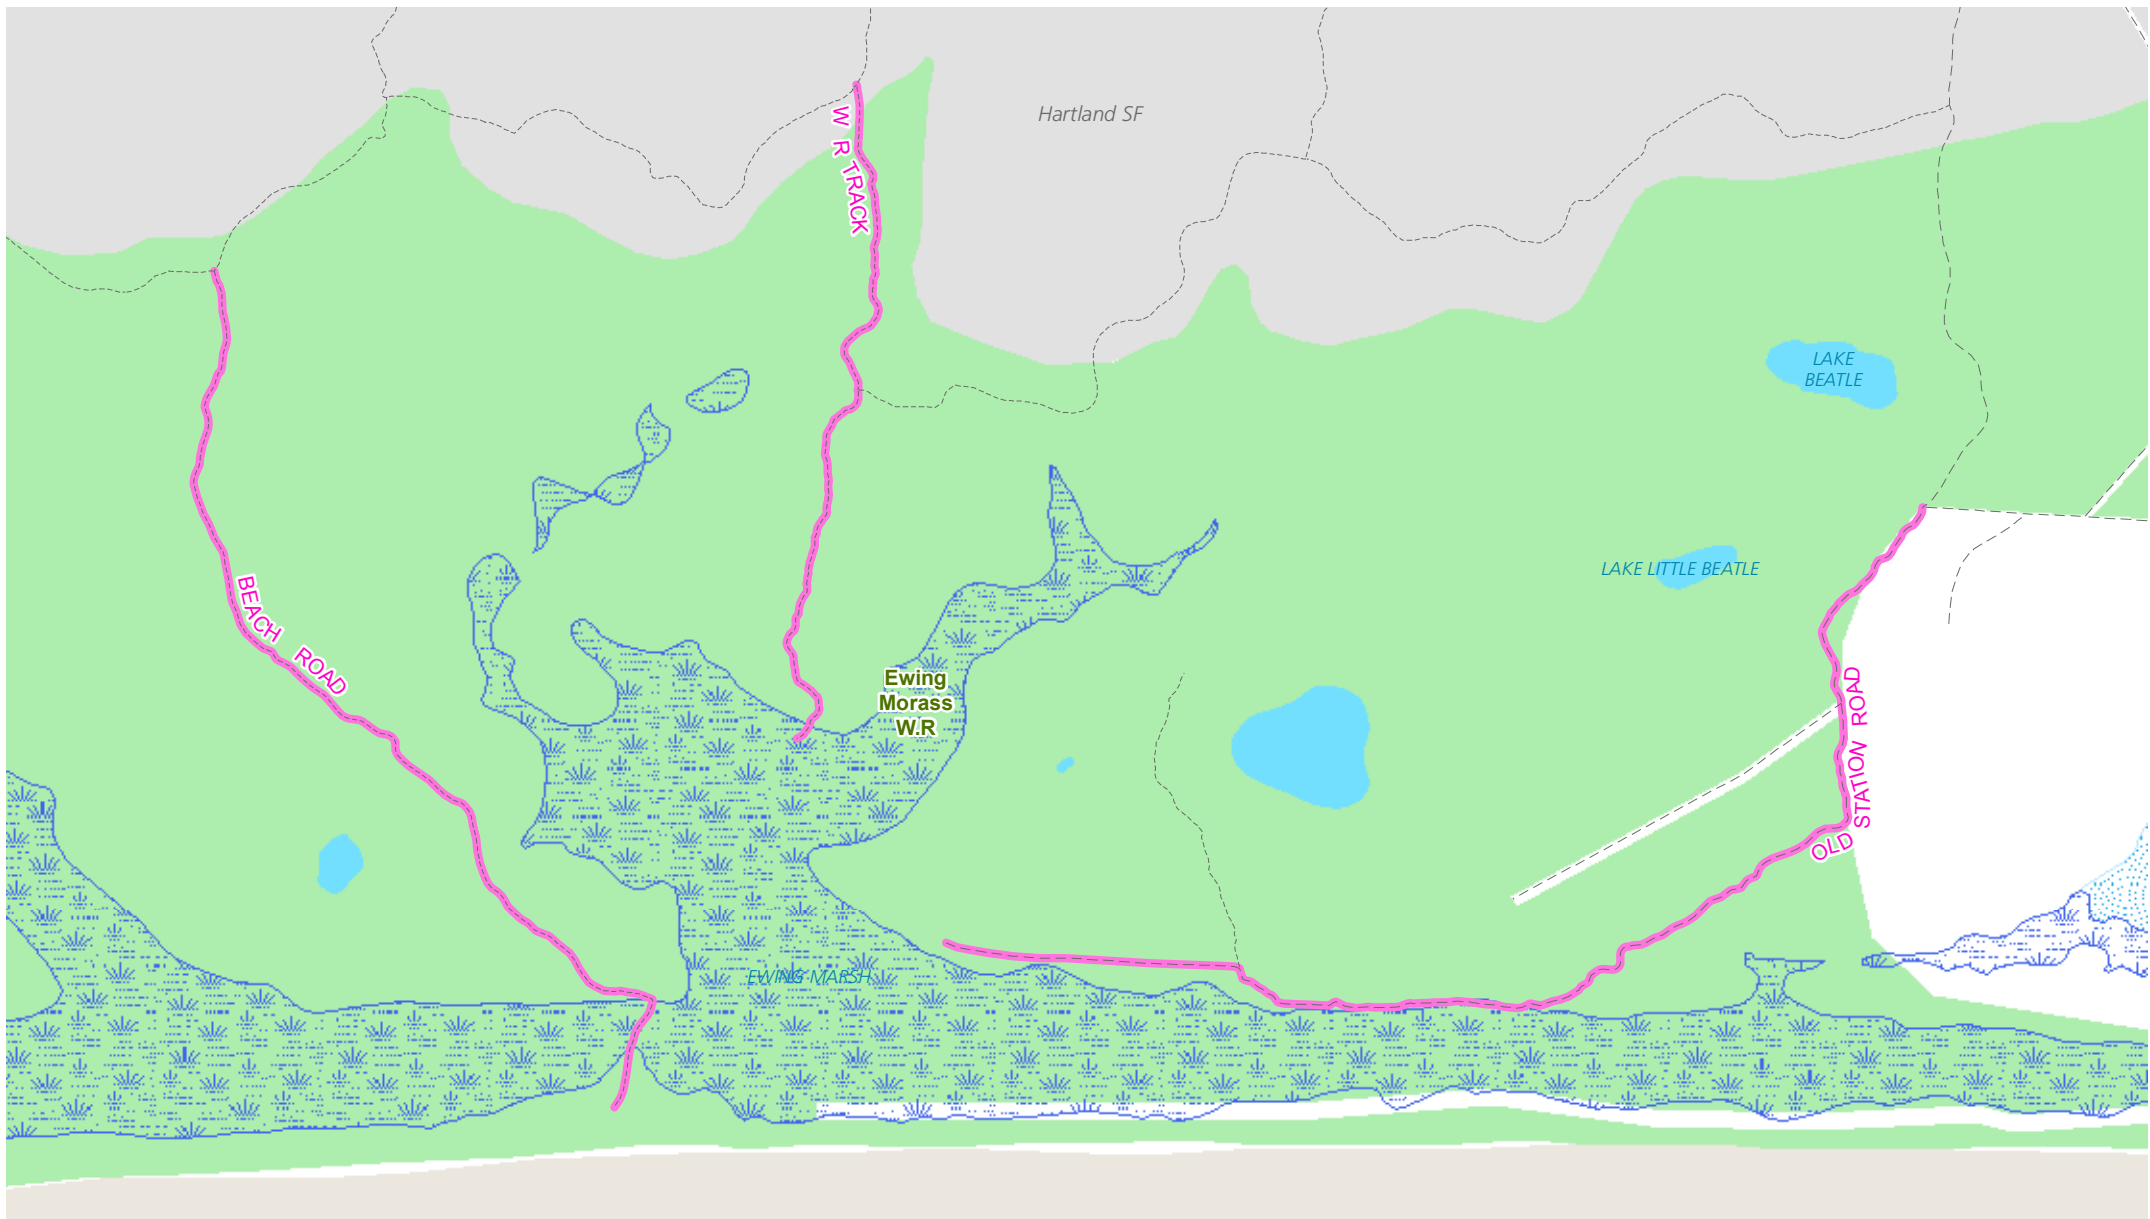 Hartland SF
W R TRACK
LAKE
BEATLE
LAKE LITTLE BEATLE
BEACH ROAD
Ewing
Morass
W.R
OLD STATION ROAD
EWING MARSH